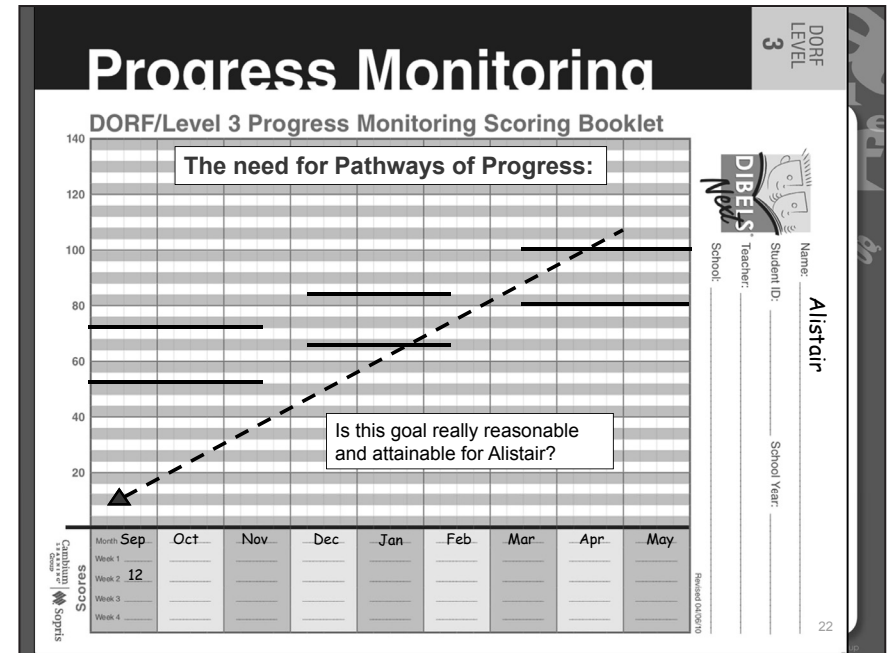 Progress Monitoring
DORF
LEVEL
3
DORF/Level 3 Progress Monitoring Scoring Booklet
The need for Pathways of Progress:
140
120
100
80
60
40
20
Is this goal really reasonable
and attainable for Alistair?
Month Sep Oct Nov Dec Jan Feb Mar Apr May
Week 1
Week 2 12
Week 3
Week 4
Scores
Cambium
LEARNING
Group
Sopris
DIBELS
Next
Name: Alistair
Student ID: School Year:
Teacher:
School:
Revised 04/06/10
22